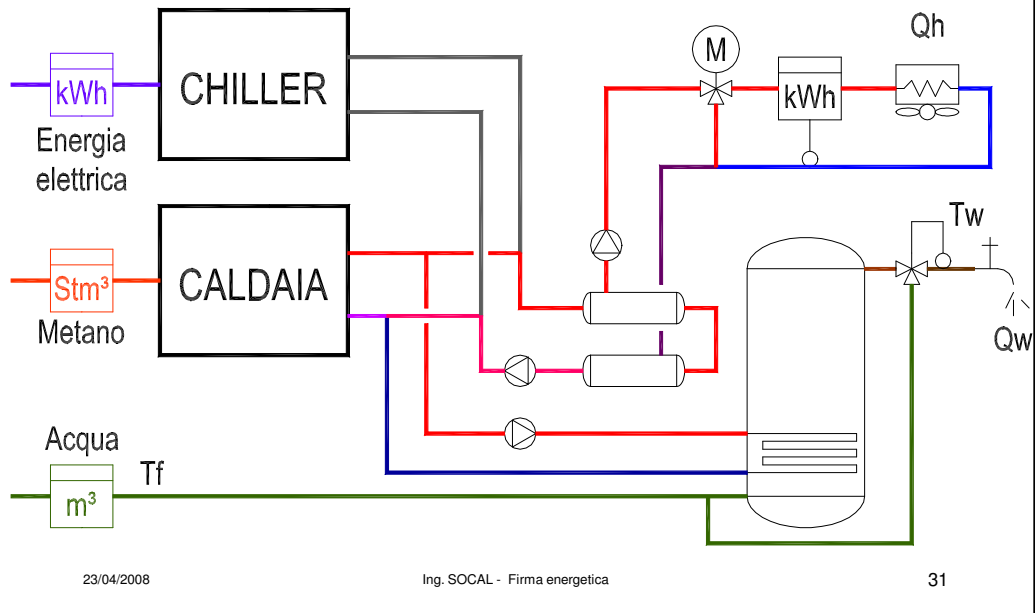 Qh
M
kWh
CHILLER
kWh
Energia
elettrica
Tw
CALDAIA
Stm³
Metano
Qw
Acqua
Tf
m³
23/04/2008
Ing. SOCAL - Firma energetica
31